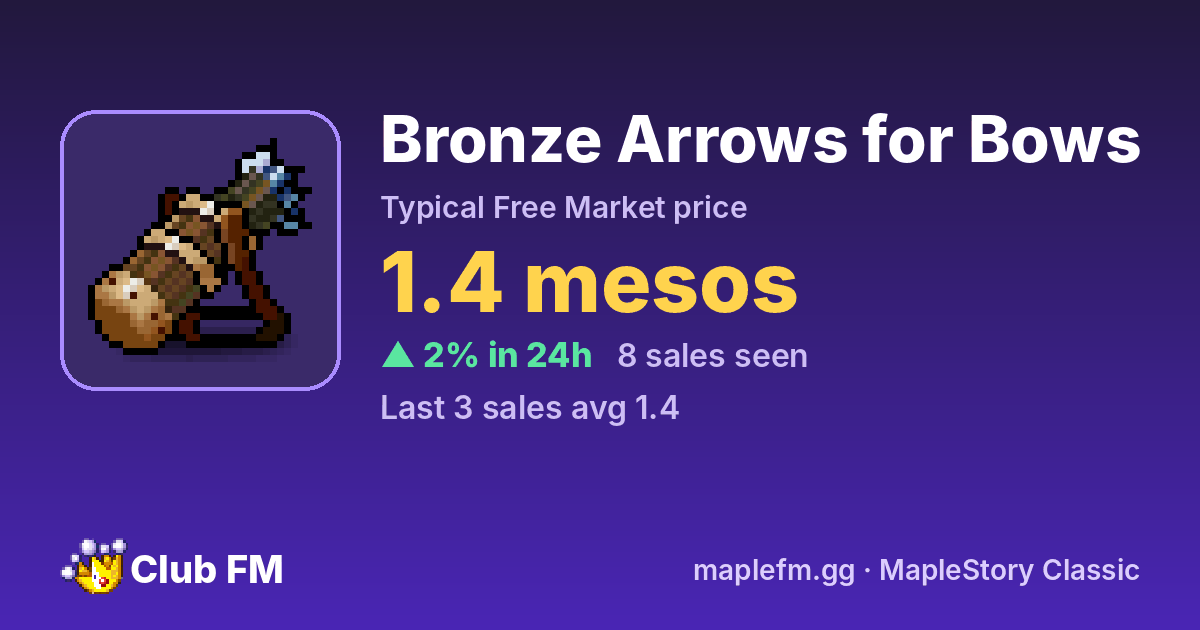 Bronze Arrows for Bows
Typical Free Market price
1.4 mesos
▲ 2% in 24h 8 sales seen
Last 3 sales avg 1.4
Club FM
maplefm.gg · MapleStory Classic